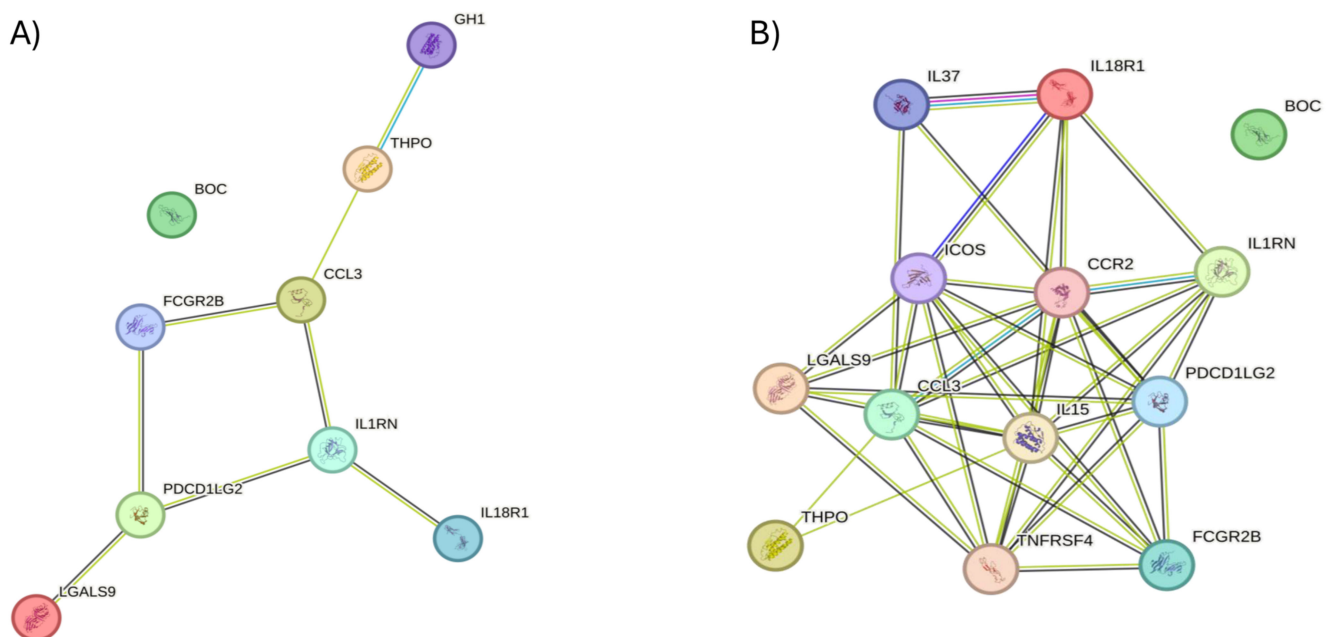 A)
GH1
THPO
BOC
CCL3
FCGR2B
IL1RN
PDCD1LG2
IL18R1
LGALS9
B)
IL37
IL18R1
BOC
ICOS
CCR2
IL1RN
LGALS9
CCL3
IL15
PDCD1LG2
THPO
TNFRSF4
FCGR2B